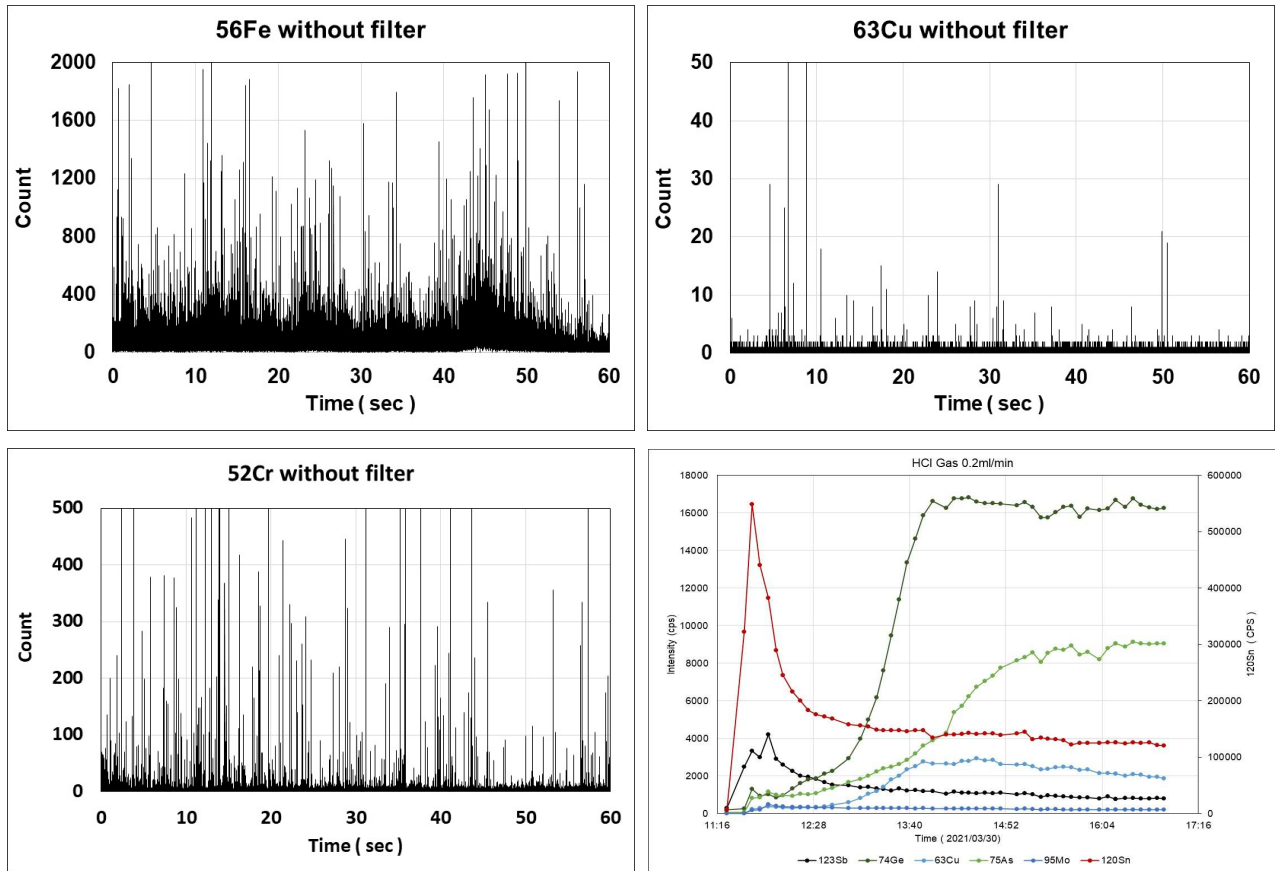 56Fe without filter
2000
1600
1200
800
400
0
Count
0 10 20 30 40 50 60
Time ( sec )
63Cu without filter
50
40
30
20
10
0
Count
0 10 20 30 40 50 60
Time ( sec )
52Cr without filter
500
400
300
200
100
0
Count
0 10 20 30 40 50 60
Time ( sec )
HCl Gas 0.2ml/min
18000
16000
14000
12000
10000
8000
6000
4000
2000
0
Intensity (cps)
600000
500000
400000
300000
200000
100000
0
120Sn ( CPS )
11:16 12:28 13:40 14:52 16:04 17:16
Time ( 2021/03/30)
123Sb 74Ge 63Cu 75As 95Mo 120Sn